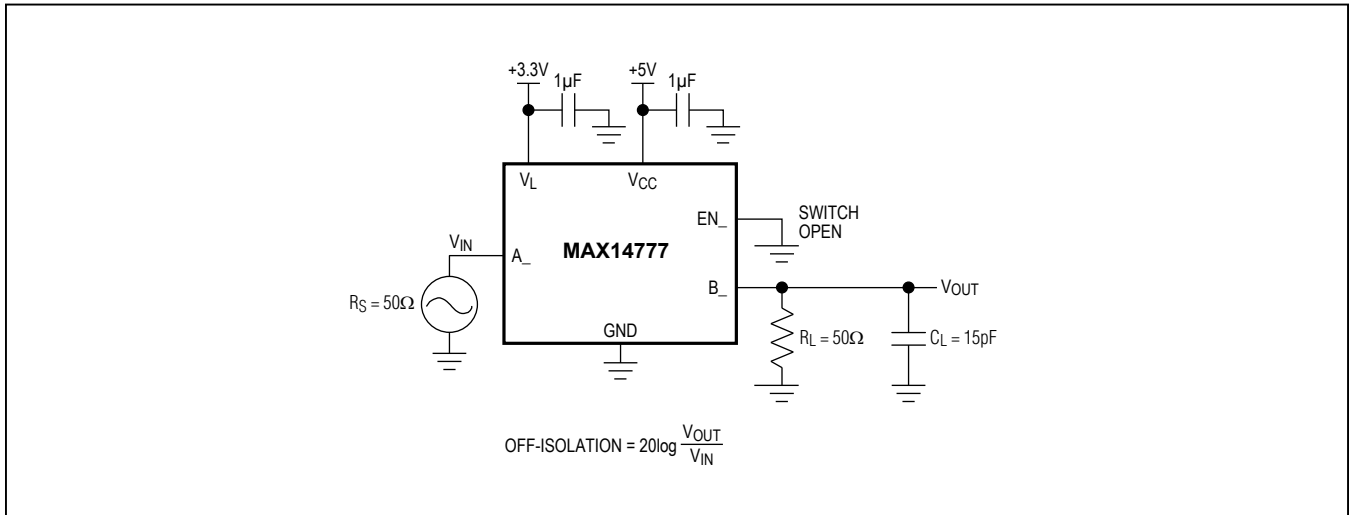 +3.3V
1µF
+5V
1µF
VL
VCC
EN_
SWITCH
OPEN
VIN
A_
MAX14777
B_
VOUT
RS = 50Ω
GND
RL = 50Ω
CL = 15pF
OFF-ISOLATION = 20log VOUT
VIN